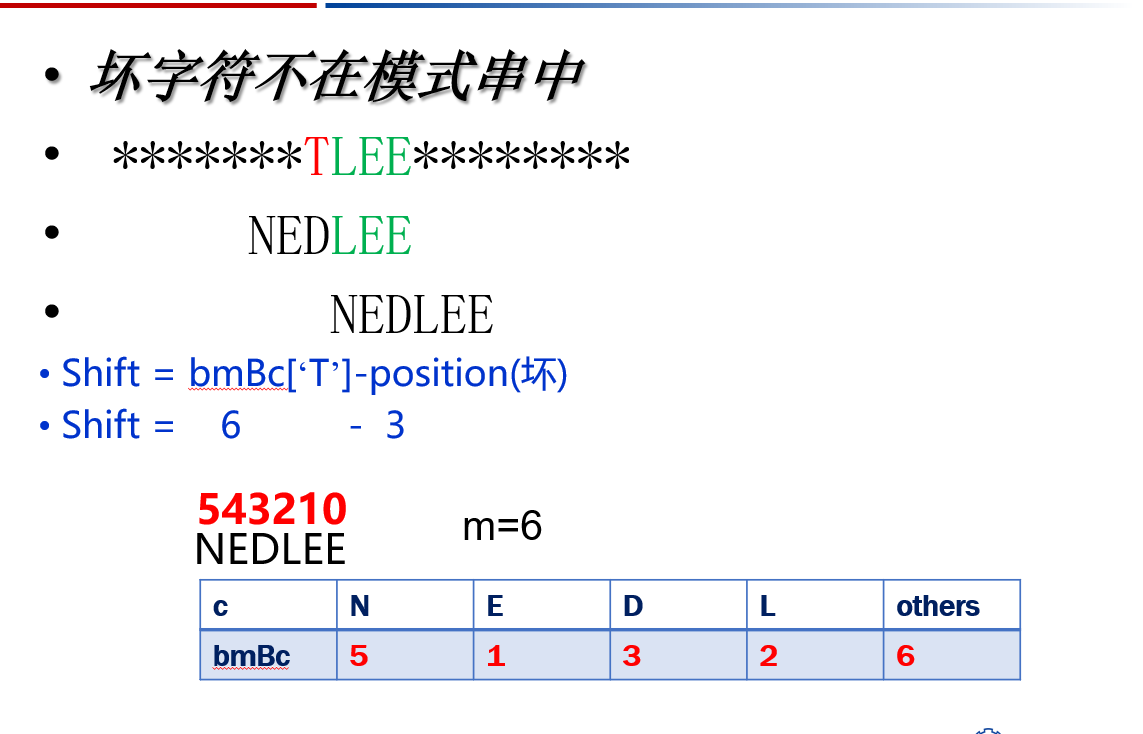 • 坏字符不在模式串中
• *******TLEE********
• NEDLEE
• NEDLEE
• Shift = bmBc[‘T’]-position(坏)
• Shift = 6 - 3
543210
NEDLEE m=6
c N E D L others
bmBc 5 1 3 2 6